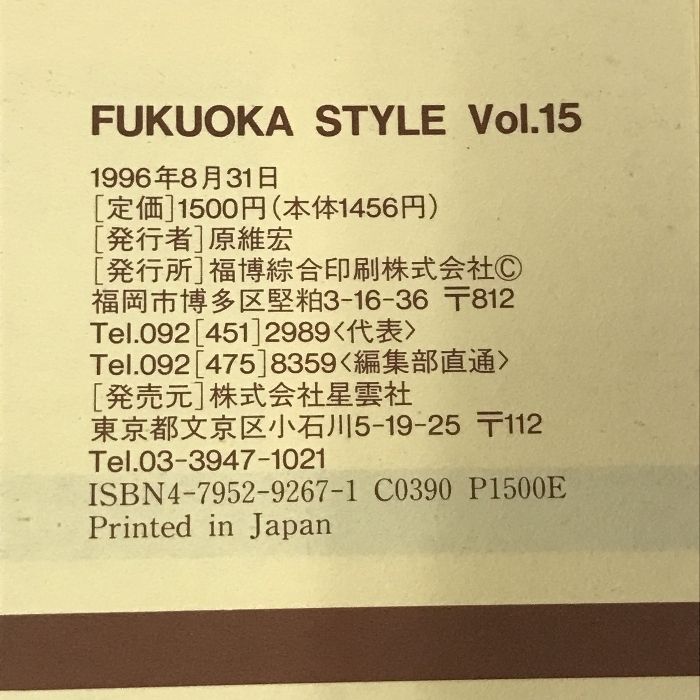 FUKUOKA STYLE Vol.15
1996年8月31日
[定価]1500円(本体1456円)
[発行者]原維宏
[発行所]福博綜合印刷株式会社©
福岡市博多区堅粕3-16-36 〒812
Tel.092[451]2989〈代表〉
Tel.092[475]8359〈編集部直通〉
[発売元]株式会社星雲社
東京都文京区小石川5-19-25 〒112
Tel.03-3947-1021
ISBN4-7952-9267-1 C0390 P1500E
Printed in Japan